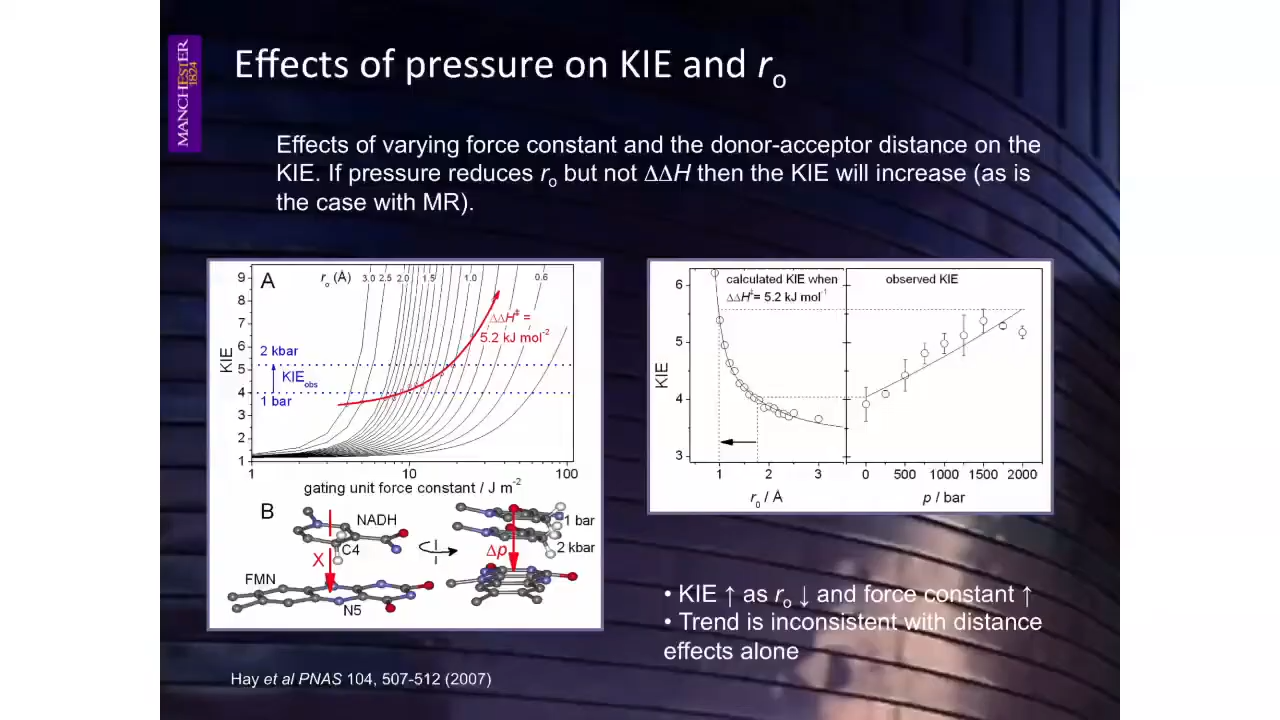 MANCHESTER
1824
Effects of pressure on KIE and ro
Effects of varying force constant and the donor-acceptor distance on the
KIE. If pressure reduces ro but not ΔΔH then the KIE will increase (as is
the case with MR).
A
ro (Å)
3.0 2.5 2.0 1.5 1.0 0.6
ΔΔH‡ =
5.2 kJ mol-2
2 kbar
KIEobs
1 bar
KIE
9
8
7
6
5
4
3
2
1
1 10 100
gating unit force constant / J m-2
B
NADH
C4
X
FMN
N5
Δp
1 bar
2 kbar
calculated KIE when
ΔΔH‡= 5.2 kJ mol-1
observed KIE
KIE
6
5
4
3
1 2 3
ro / Å
0 500 1000 1500 2000
p / bar
• KIE ↑ as ro ↓ and force constant ↑
• Trend is inconsistent with distance
effects alone
Hay et al PNAS 104, 507-512 (2007)